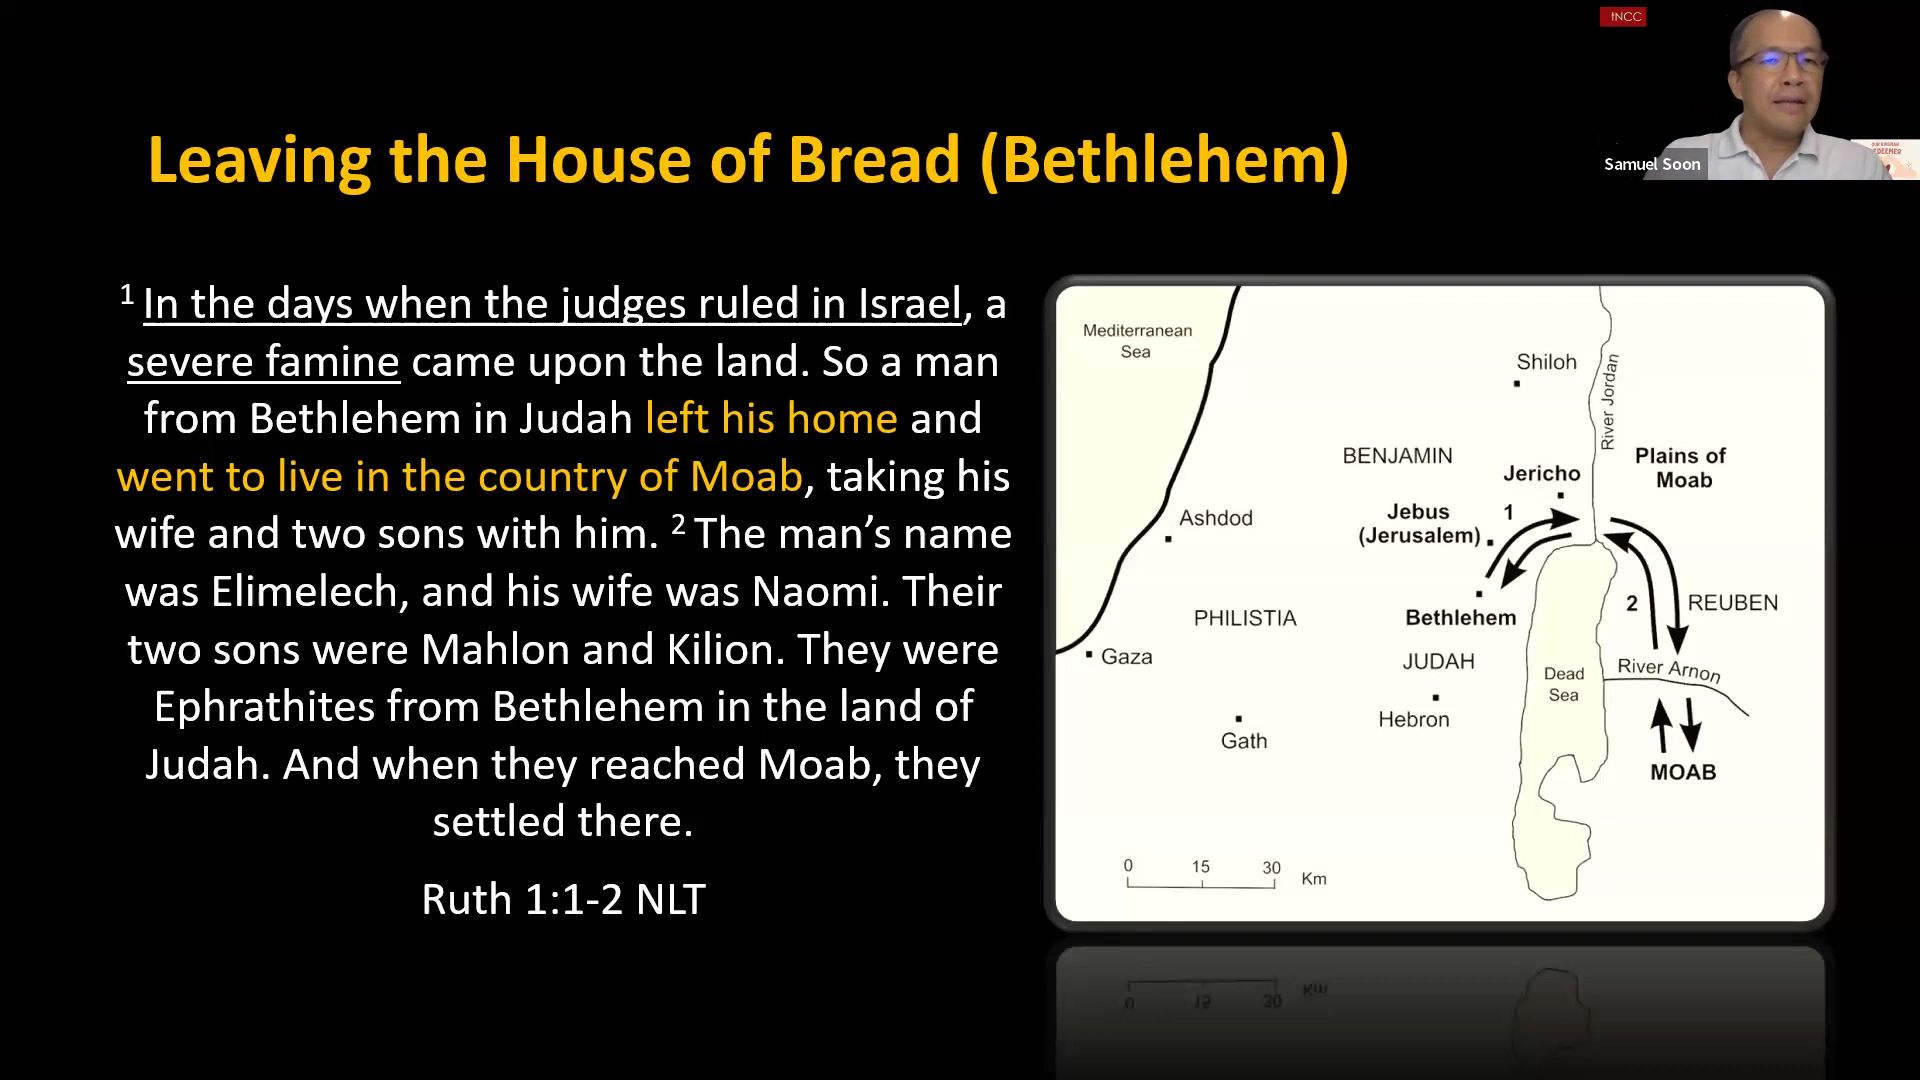 tNCC
Samuel Soon
OUR KINSMAN
Leaving the House of Bread (Bethlehem)
1 In the days when the judges ruled in Israel, a
severe famine came upon the land. So a man
from Bethlehem in Judah left his home and
went to live in the country of Moab, taking his
wife and two sons with him. 2 The man’s name
was Elimelech, and his wife was Naomi. Their
two sons were Mahlon and Kilion. They were
Ephrathites from Bethlehem in the land of
Judah. And when they reached Moab, they
settled there.
Ruth 1:1-2 NLT
Mediterranean
Sea
Shiloh
River Jordan
BENJAMIN
Plains of
Moab
Jericho
Jebus
(Jerusalem)
1
Ashdod
Bethlehem
2
REUBEN
PHILISTIA
JUDAH
Gaza
Dead
Sea
River Arnon
Hebron
Gath
MOAB
0 15 30 Km